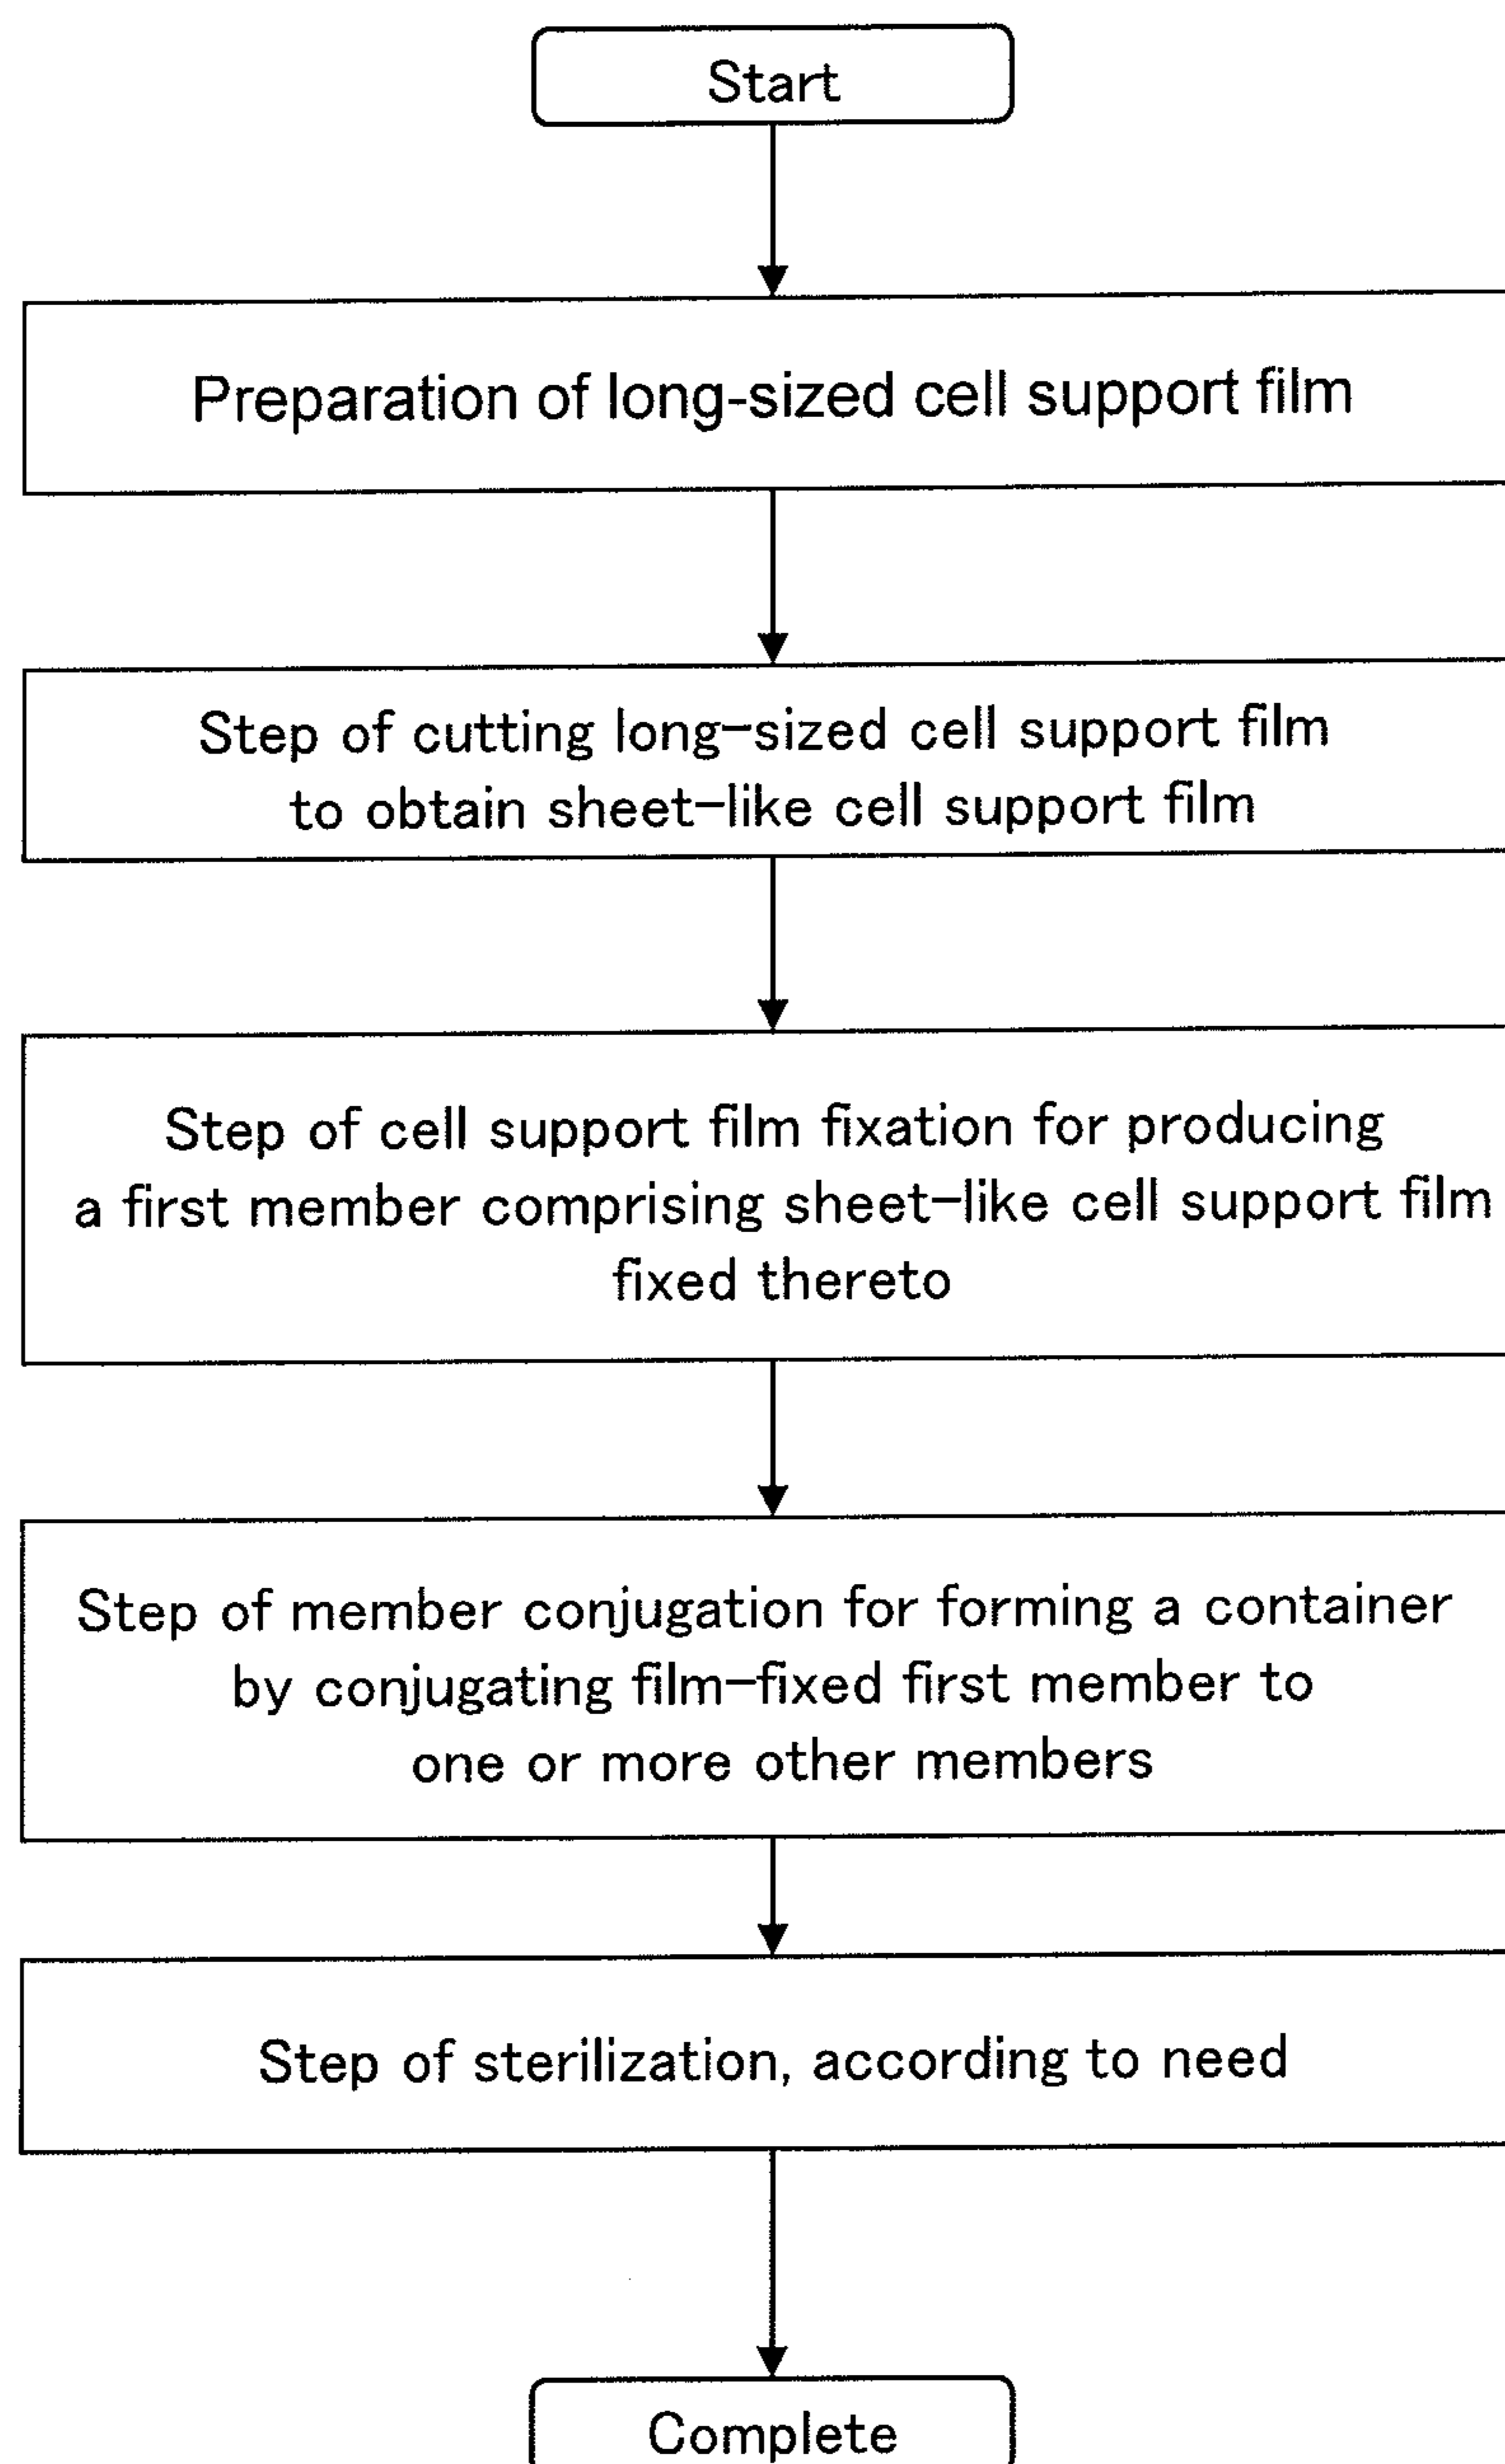 Start
Preparation of long-sized cell support film
Step of cutting long-sized cell support film
to obtain sheet-like cell support film
Step of cell support film fixation for producing
a first member comprising sheet-like cell support film
fixed thereto
Step of member conjugation for forming a container
by conjugating film-fixed first member to
one or more other members
Step of sterilization, according to need
Complete